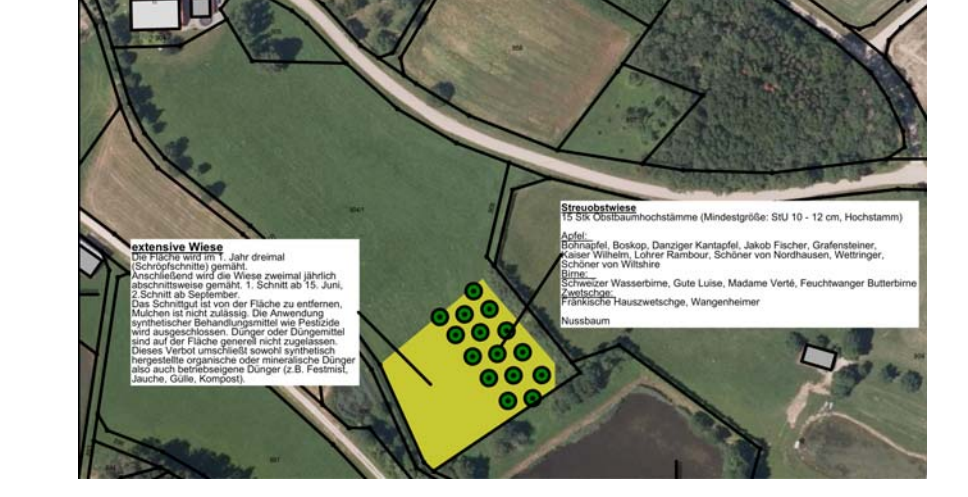 extensive Wiese
Die Fläche wird im 1. Jahr dreimal
(Schröpfschnitte) gemäht.
Anschließend wird die Wiese zweimal jährlich
abschnittsweise gemäht. 1. Schnitt ab 15. Juni,
2.Schnitt ab September.
Das Schnittgut ist von der Fläche zu entfernen,
Mulchen ist nicht zulässig. Die Anwendung
synthetischer Behandlungsmittel wie Pestizide
wird ausgeschlossen. Dünger oder Düngemittel
sind auf der Fläche generell nicht zugelassen.
Dieses Verbot umschließt sowohl synthetisch
hergestellte organische oder mineralische Dünger
also auch betriebseigene Dünger (z.B. Festmist,
Jauche, Gülle, Kompost).
Streuobstwiese
15 Stk Obstbaumhochstämme (Mindestgröße: StU 10 - 12 cm, Hochstamm)
Apfel:
Bohnapfel, Boskop, Danziger Kantapfel, Jakob Fischer, Grafensteiner,
Kaiser Wilhelm, Lohrer Rambour, Schöner von Nordhausen, Wettringer,
Schöner von Wiltshire
Birne:
Schweizer Wasserbirne, Gute Luise, Madame Verté, Feuchtwanger Butterbirne
Zwetschge:
Fränkische Hauszwetschge, Wangenheimer
Nussbaum